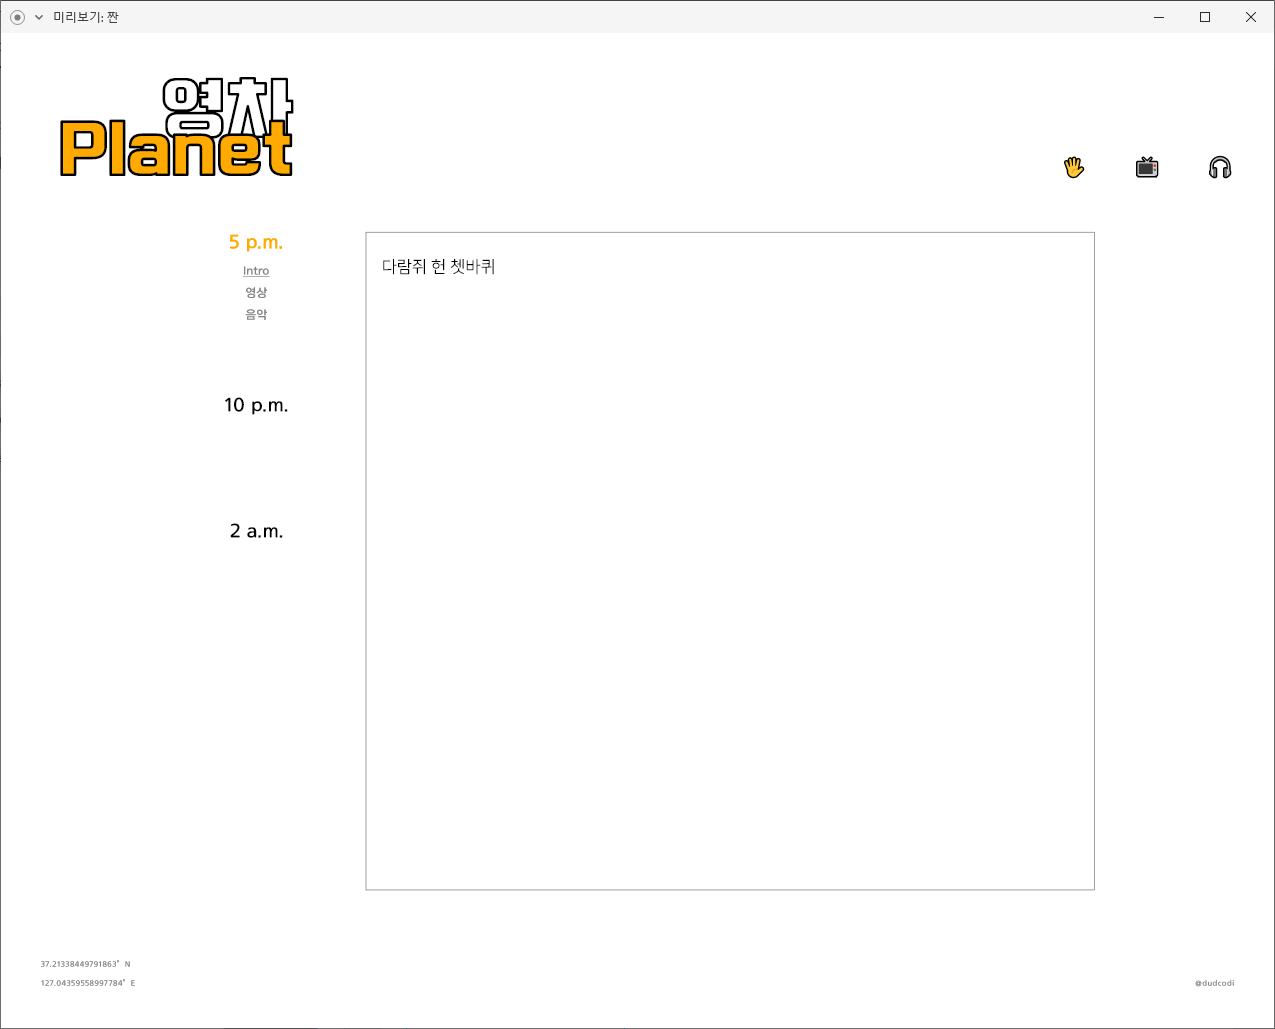 미리보기: 짠
영차
Planet
5 p.m.
Intro
영상
음악
10 p.m.
2 a.m.
다람쥐 헌 쳇바퀴
37.21338449791863° N
127.04359558997784° E
@dudcodi